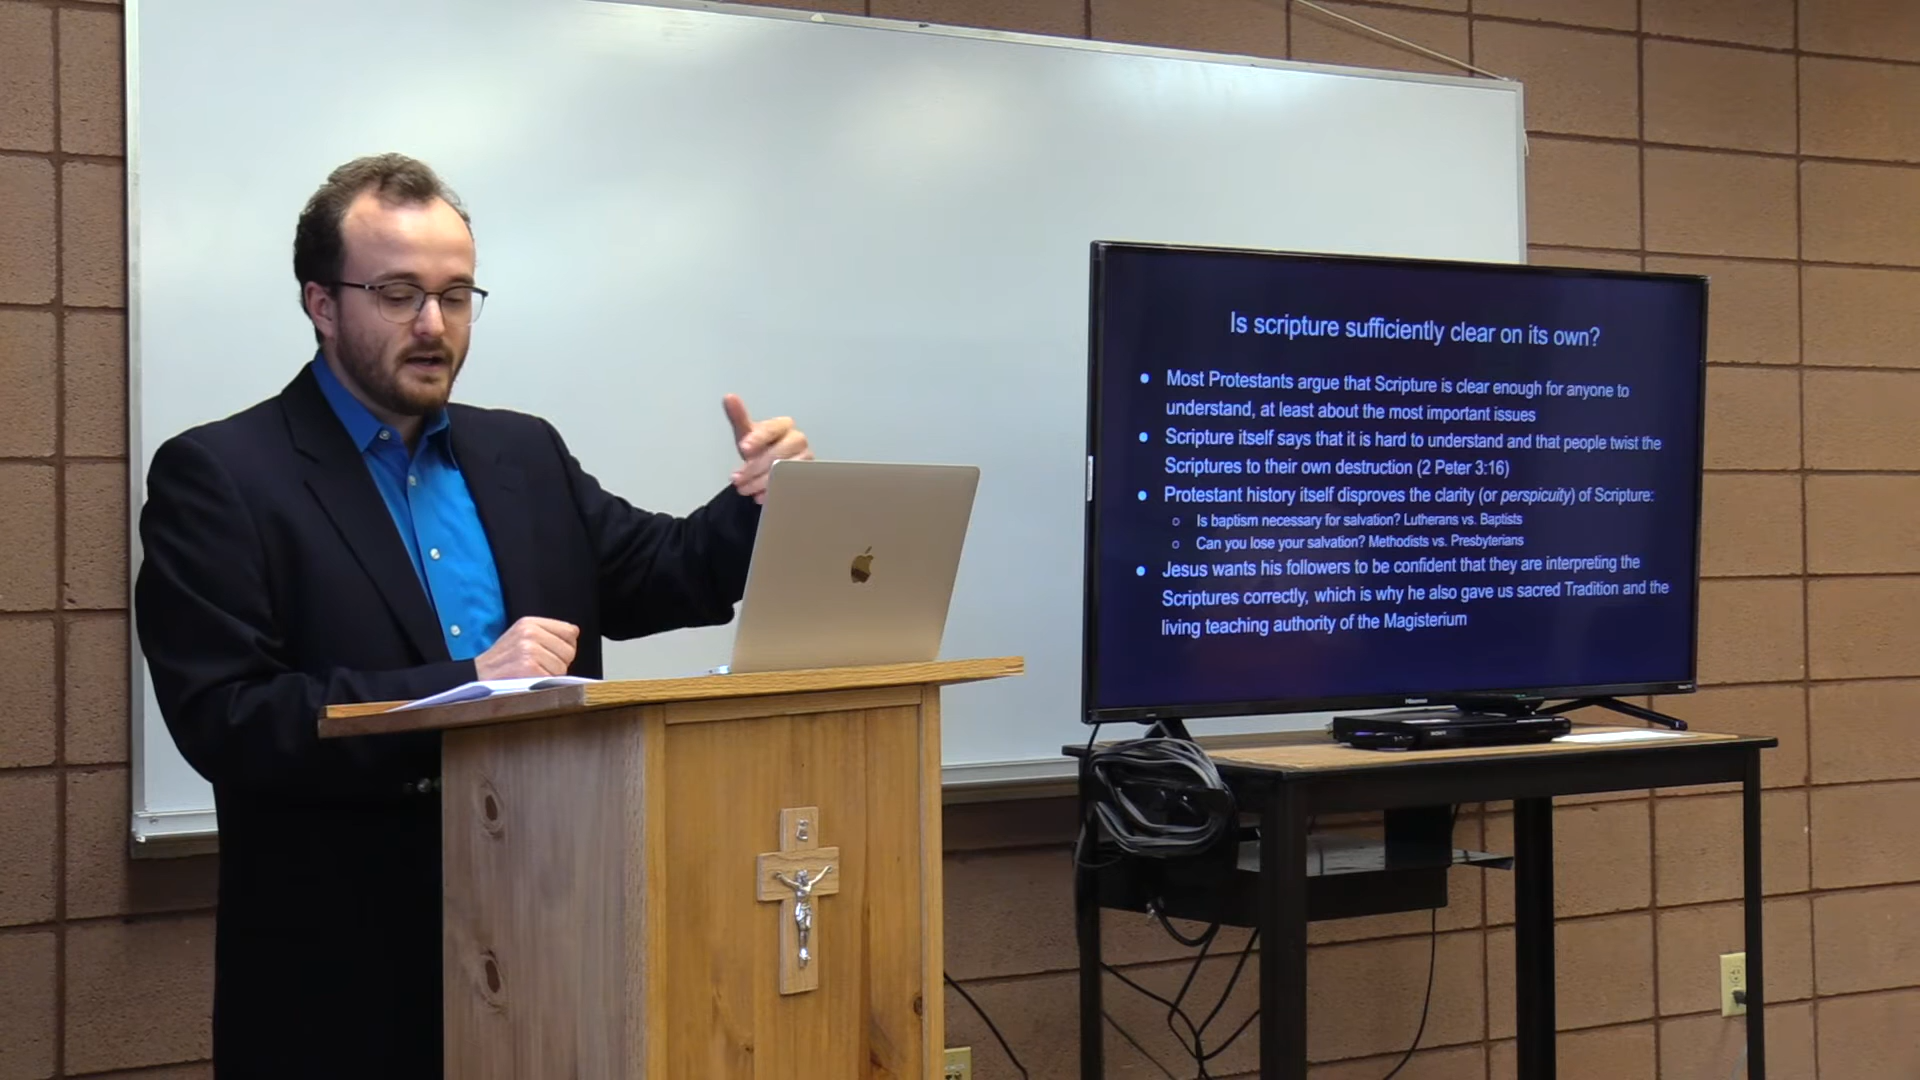 Is scripture sufficiently clear on its own?
● Most Protestants argue that Scripture is clear enough for anyone to
understand, at least about the most important issues
● Scripture itself says that it is hard to understand and that people twist the
Scriptures to their own destruction (2 Peter 3:16)
● Protestant history itself disproves the clarity (or perspicuity) of Scripture:
○ Is baptism necessary for salvation? Lutherans vs. Baptists
○ Can you lose your salvation? Methodists vs. Presbyterians
● Jesus wants his followers to be confident that they are interpreting the
Scriptures correctly, which is why he also gave us sacred Tradition and the
living teaching authority of the Magisterium
Hisense
SONY